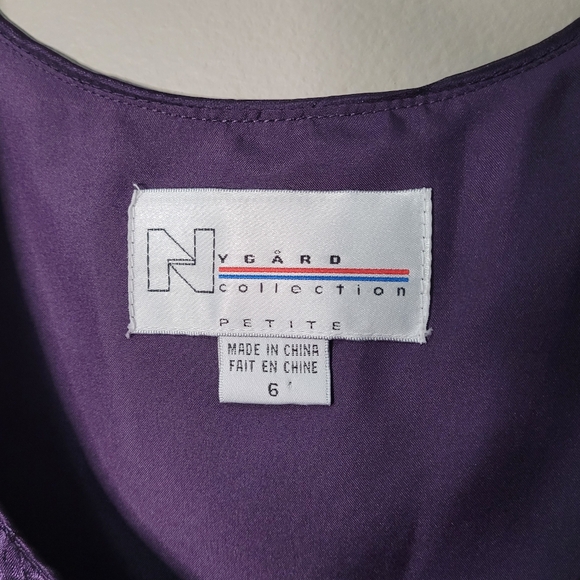 NYGÅRD
collection
PETITE
MADE IN CHINA
FAIT EN CHINE
6